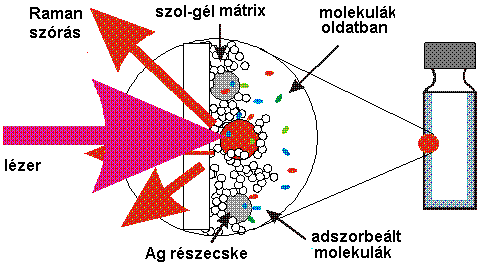 Raman
szórás
szol-gél mátrix
molekulák
oldatban
lézer
Ag részecske
adszorbeált
molekulák